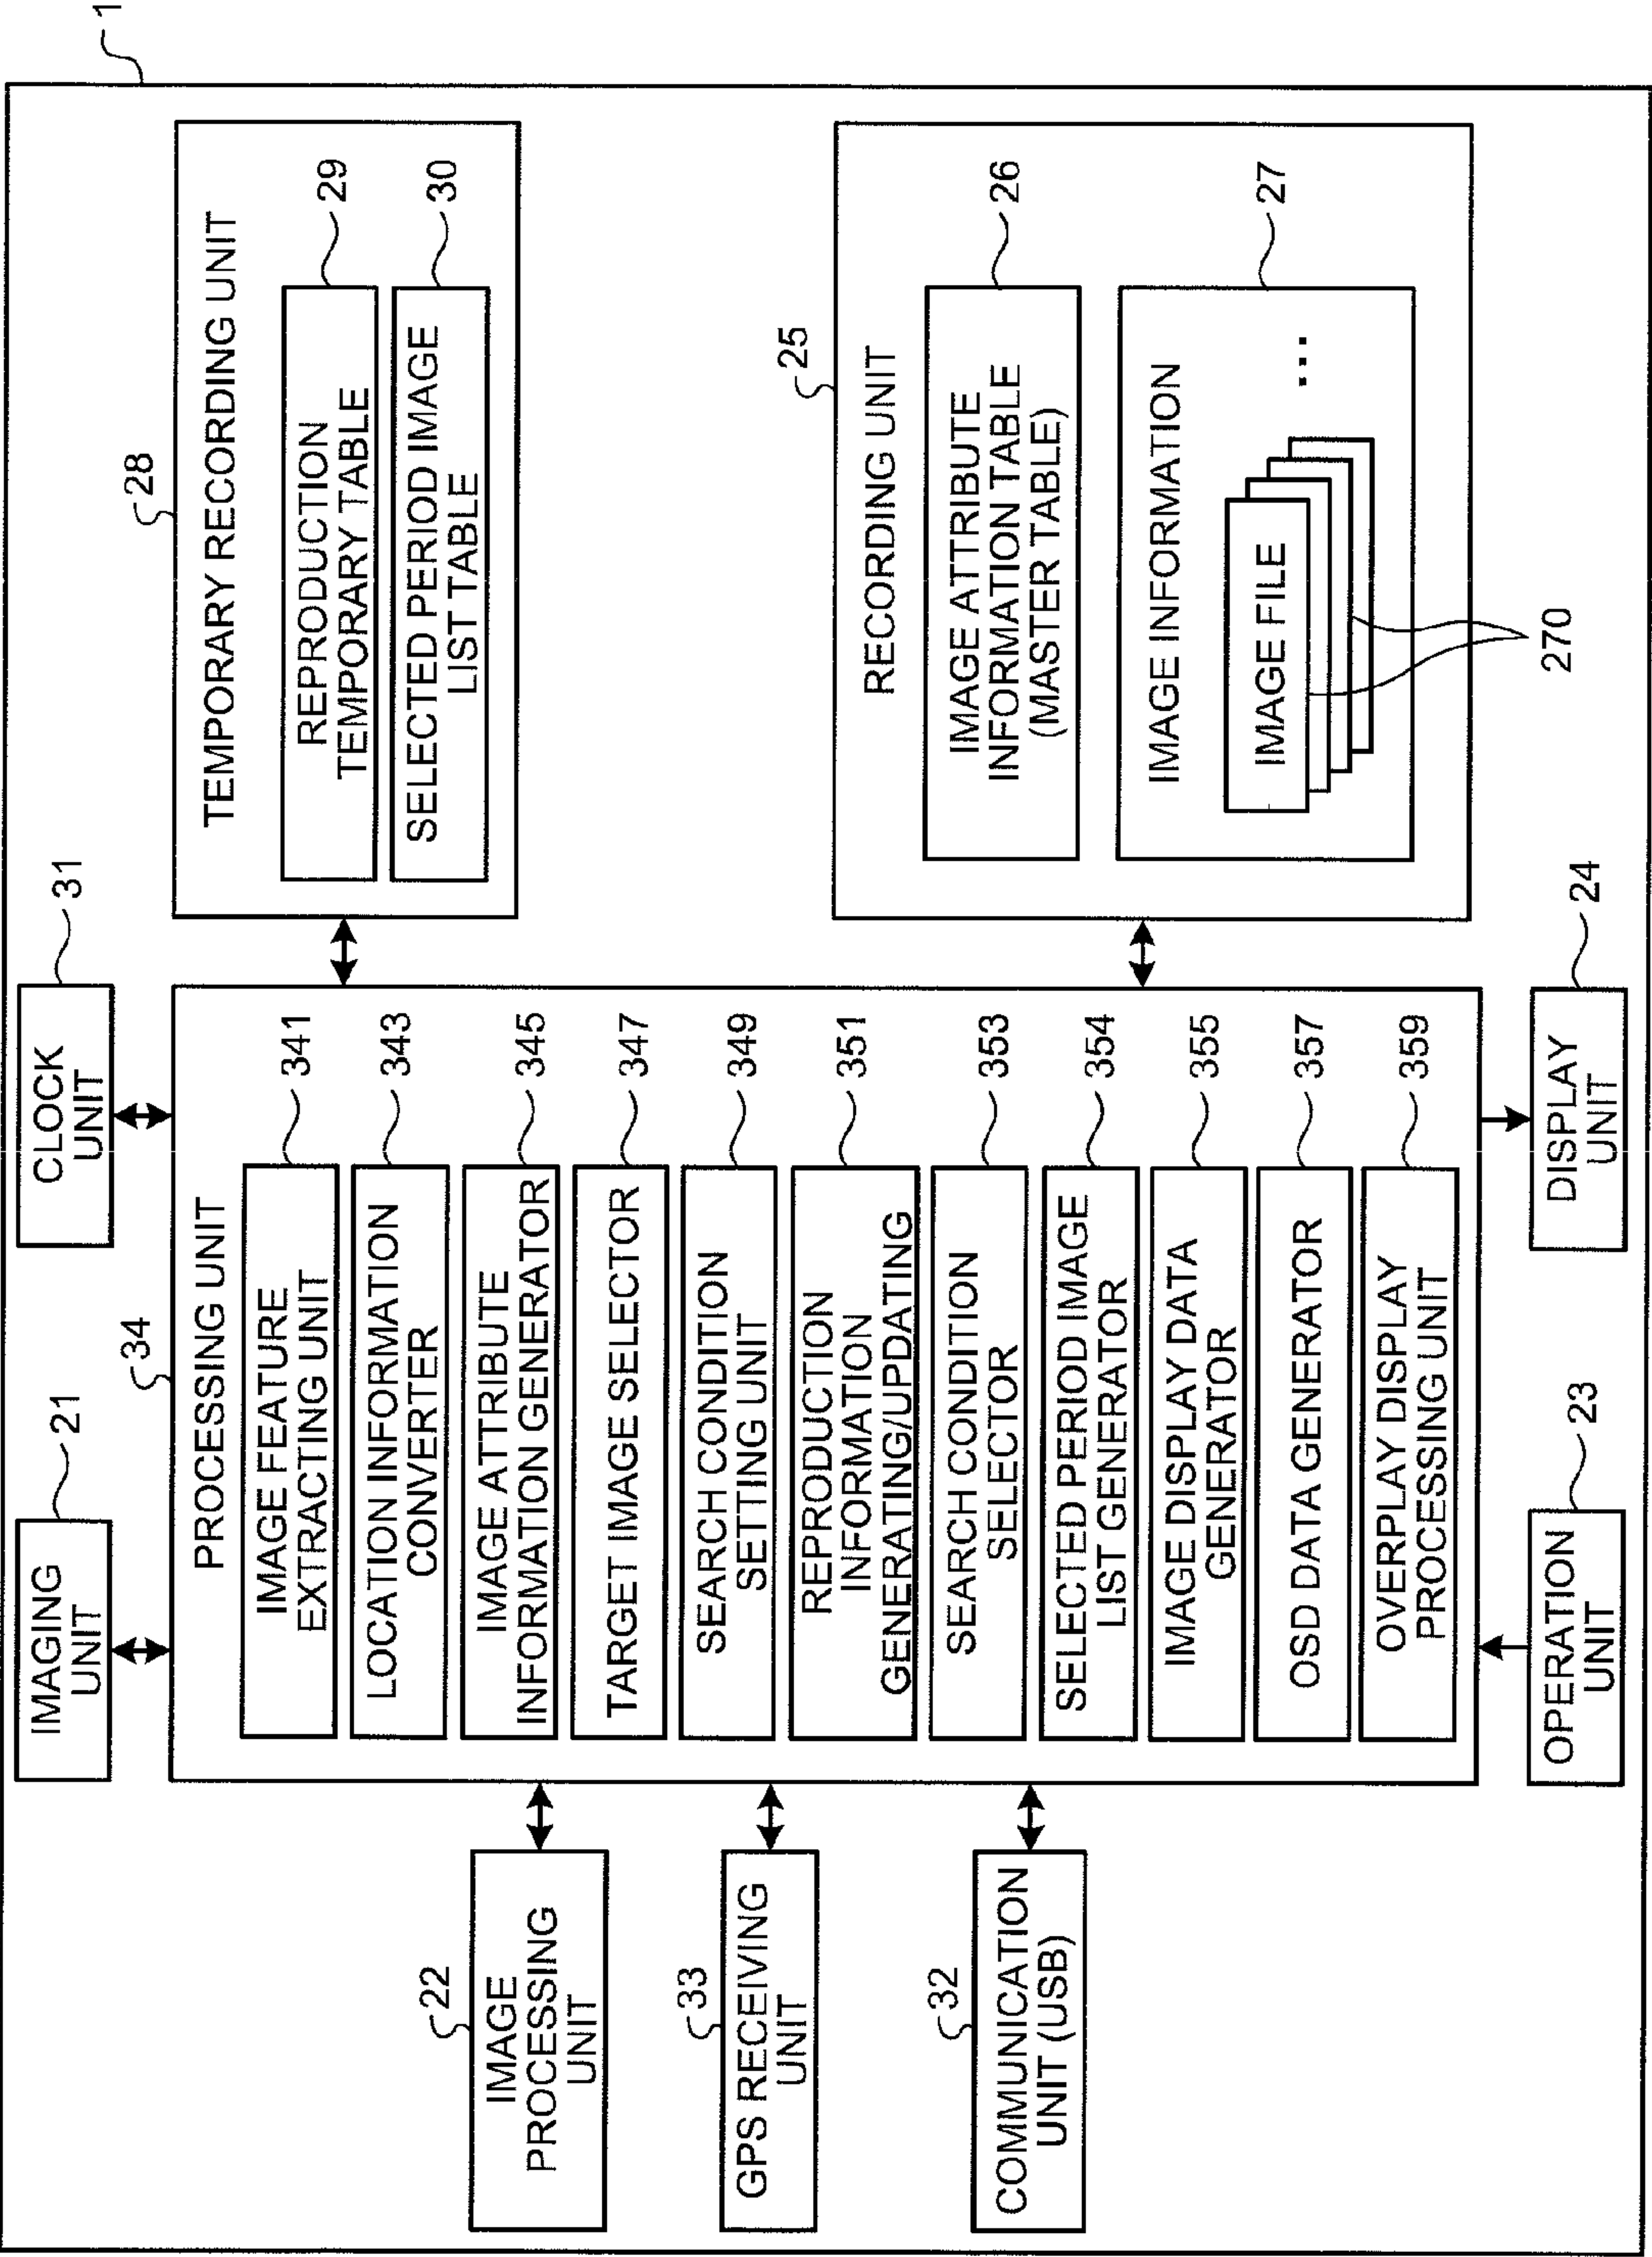 1
IMAGING
UNIT
21
CLOCK
UNIT
31
IMAGE
PROCESSING
UNIT
22
GPS RECEIVING
UNIT
33
COMMUNICATION
UNIT (USB)
32
34
PROCESSING UNIT
IMAGE FEATURE
EXTRACTING UNIT
341
LOCATION INFORMATION
CONVERTER
343
IMAGE ATTRIBUTE
INFORMATION GENERATOR
345
TARGET IMAGE SELECTOR
347
SEARCH CONDITION
SETTING UNIT
349
REPRODUCTION
INFORMATION
GENERATING/UPDATING
351
SEARCH CONDITION
SELECTOR
353
SELECTED PERIOD IMAGE
LIST GENERATOR
354
IMAGE DISPLAY DATA
GENERATOR
355
OSD DATA GENERATOR
357
OVERPLAY DISPLAY
PROCESSING UNIT
359
28
TEMPORARY RECORDING UNIT
REPRODUCTION
TEMPORARY TABLE
29
SELECTED PERIOD IMAGE
LIST TABLE
30
25
RECORDING UNIT
IMAGE ATTRIBUTE
INFORMATION TABLE
(MASTER TABLE)
26
IMAGE INFORMATION
27
IMAGE FILE
...
270
OPERATION
UNIT
23
DISPLAY
UNIT
24